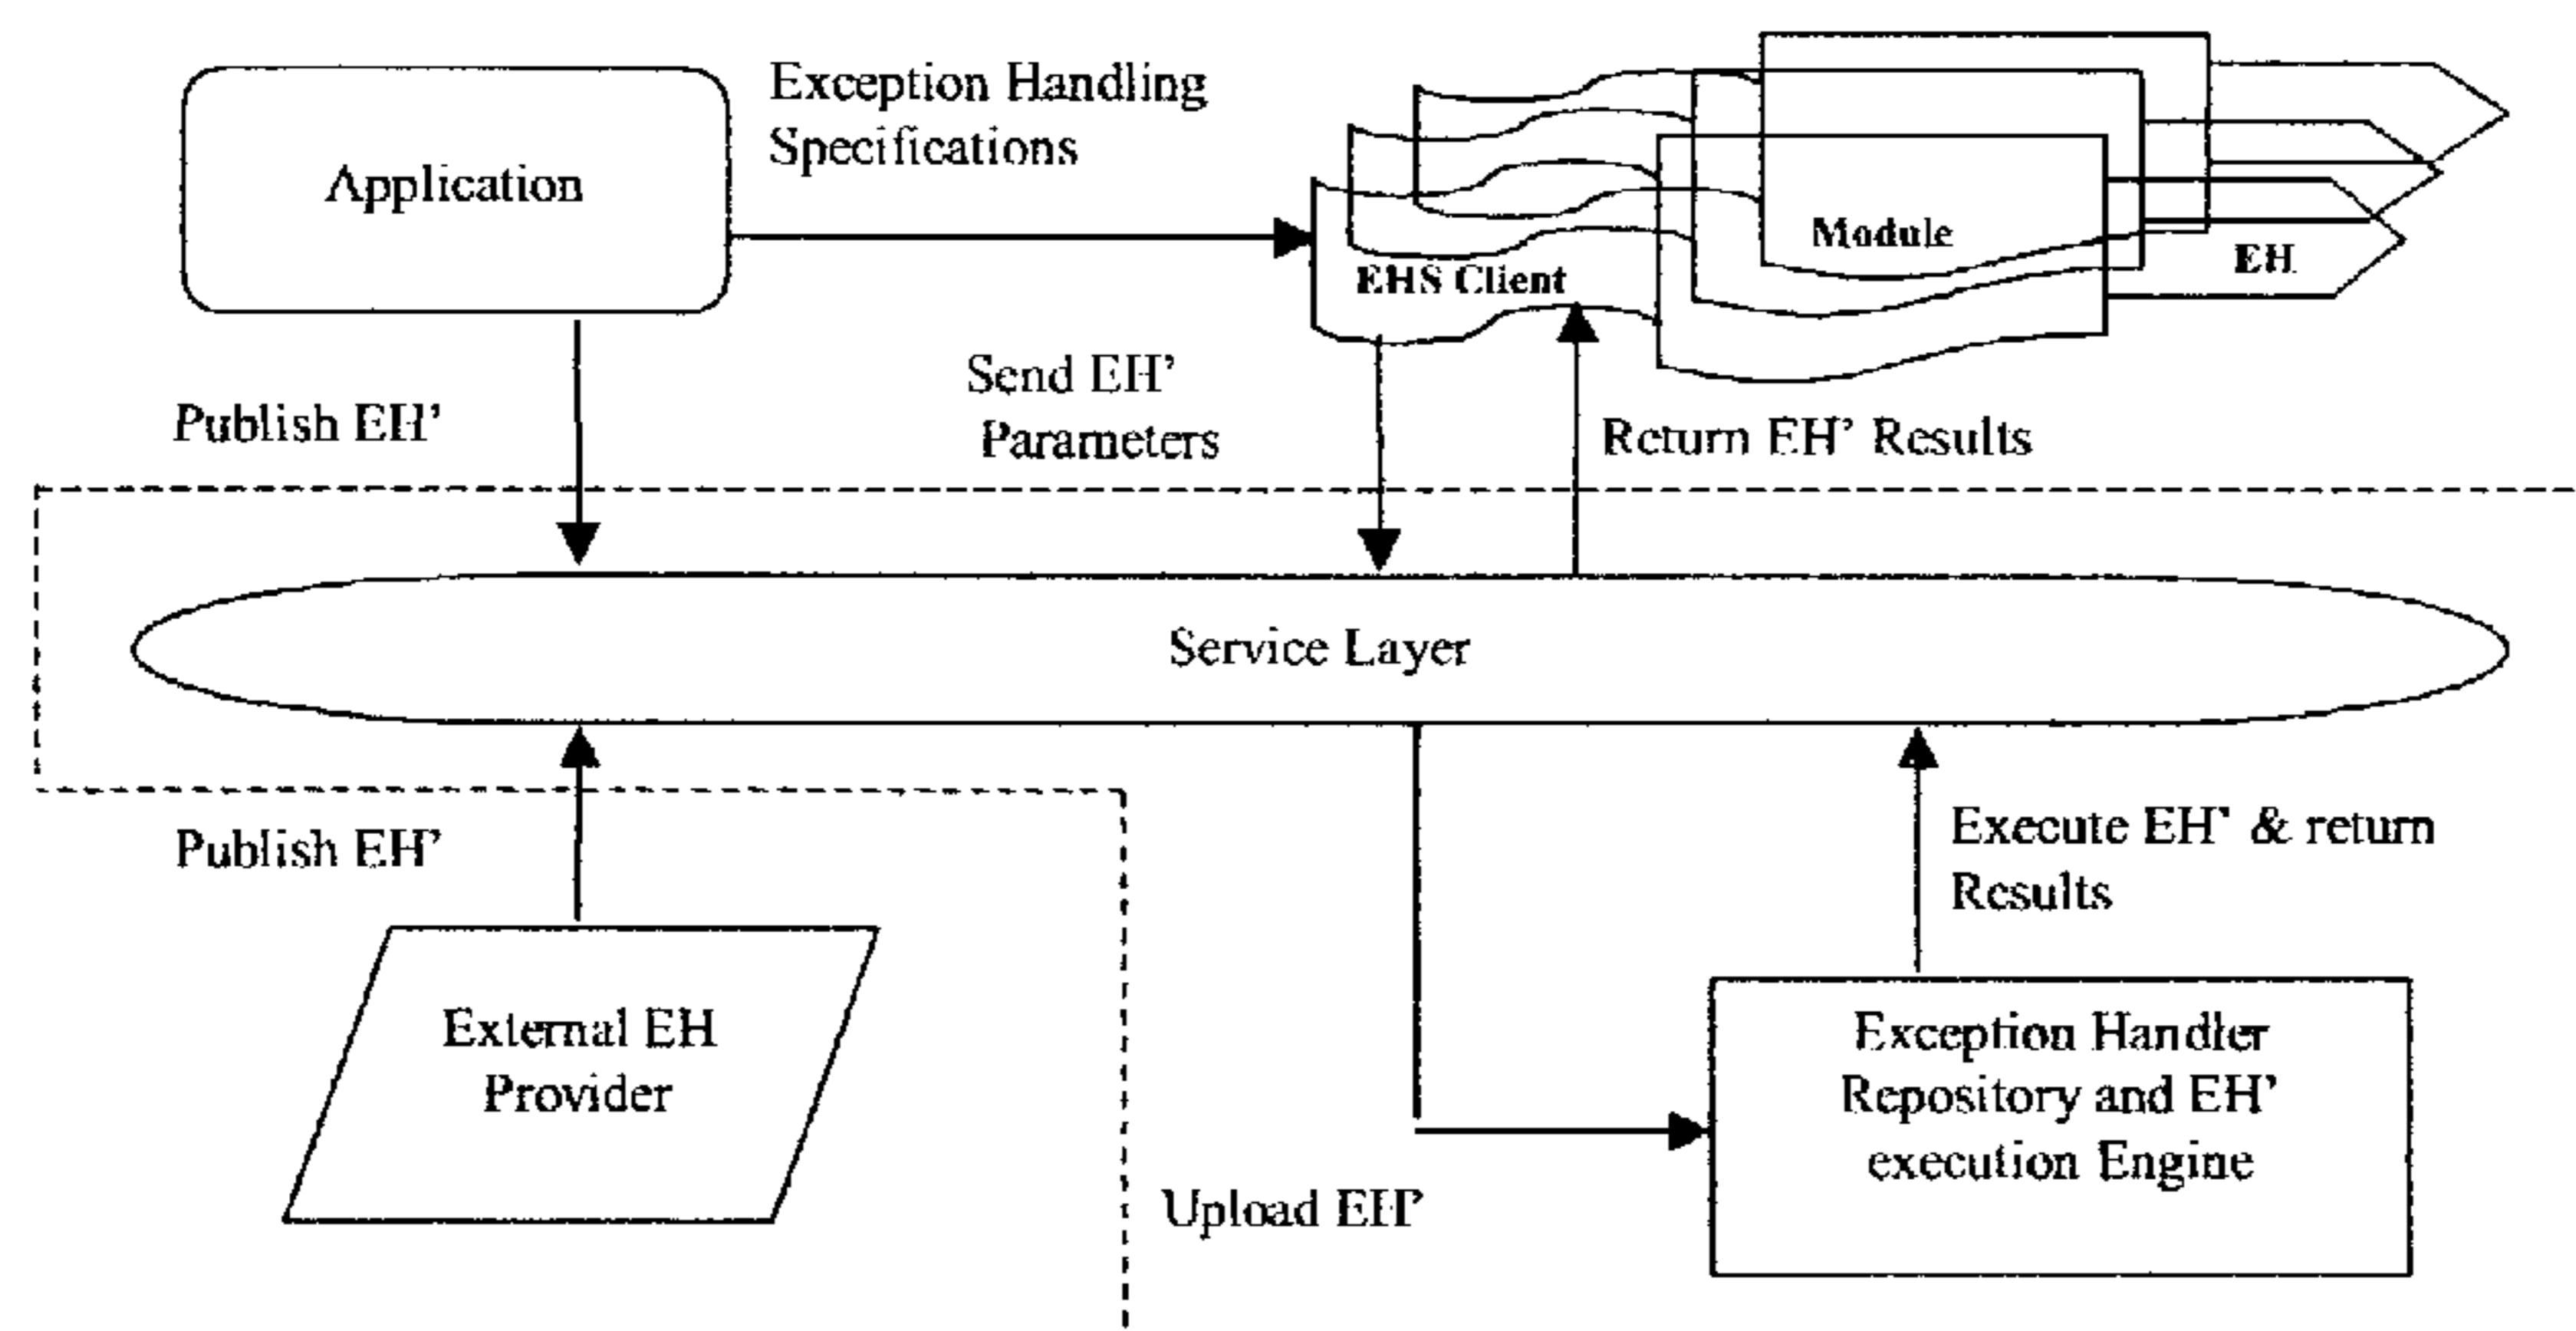 Exception Handling
Specifications
Application
Module
EH
EHS Client
Send EH'
Parameters
Publish EH'
Return EH' Results
Service Layer
Publish EH'
Execute EH' & return
Results
External EH
Provider
Exception Handler
Repository and EH'
execution Engine
Upload EH'